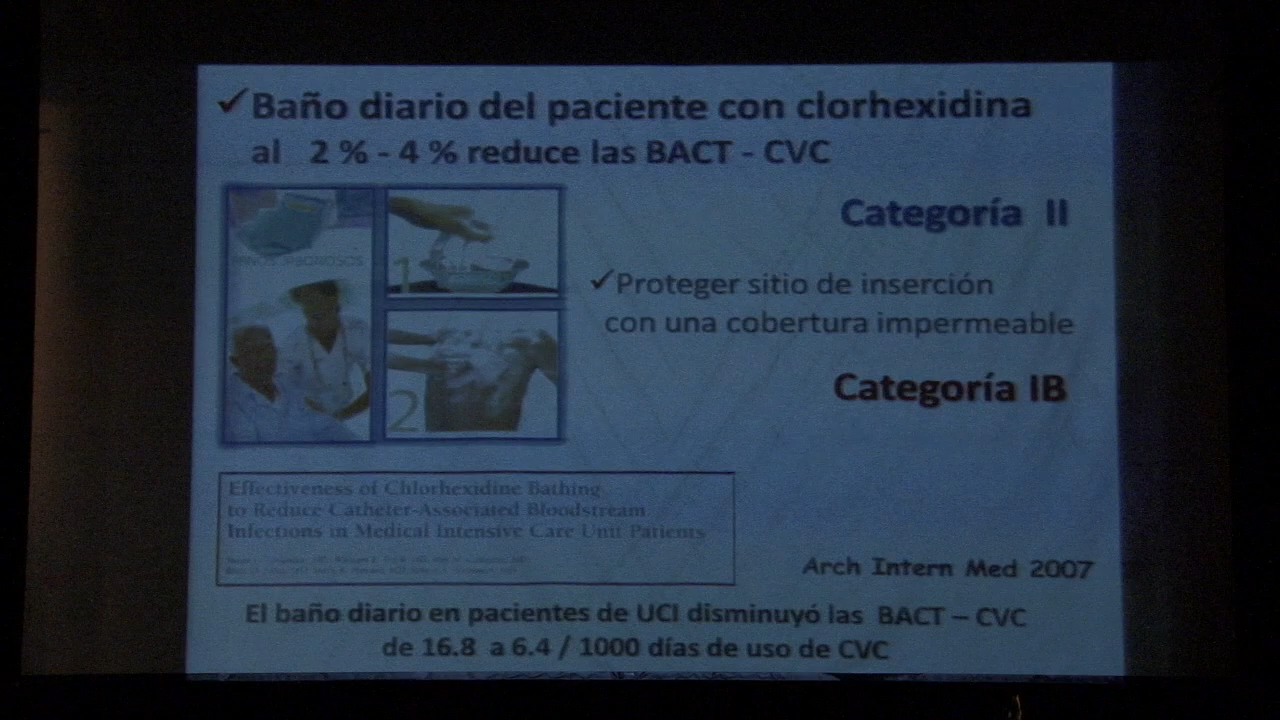 ✓Baño diario del paciente con clorhexidina
al 2 % - 4 % reduce las BACT - CVC
Categoría II
1
✓Proteger sitio de inserción
con una cobertura impermeable
Categoría IB
2
Effectiveness of Chlorhexidine Bathing
to Reduce Catheter-Associated Bloodstream
Infections in Medical Intensive Care Unit Patients
Arch Intern Med 2007
El baño diario en pacientes de UCI disminuyó las BACT – CVC
de 16.8 a 6.4 / 1000 días de uso de CVC